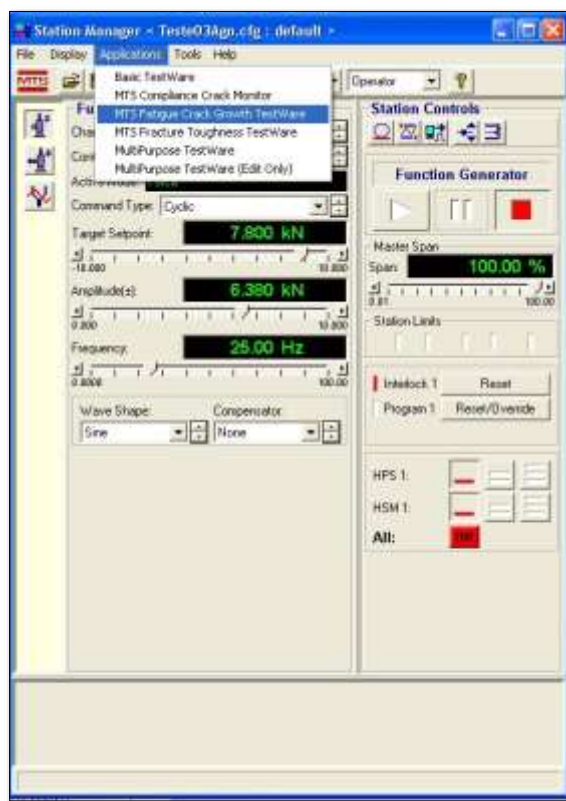 Station Manager < Teste03Ago.cfg : default >
File Display Applications Tools Help
MTS
Operator
Basic TestWare
MTS Compliance Crack Monitor
MTS Fatigue Crack Growth TestWare
MTS Fracture Toughness TestWare
MultiPurpose TestWare
MultiPurpose TestWare (Edit Only)
Fu
Active Mode:
Command Type: Cyclic
Target Setpoint: 7.800 kN
-10.000 10.000
Amplitude(±): 6.380 kN
0.000 10.000
Frequency: 25.00 Hz
0.0000 100.00
Wave Shape: Compensator:
Sine None
Station Controls
Function Generator
Master Span
Span: 100.00 %
0.01 100.00
Station Limits
Interlock 1 Reset
Program 1 Reset/Override
HPS 1:
HSM 1:
All: